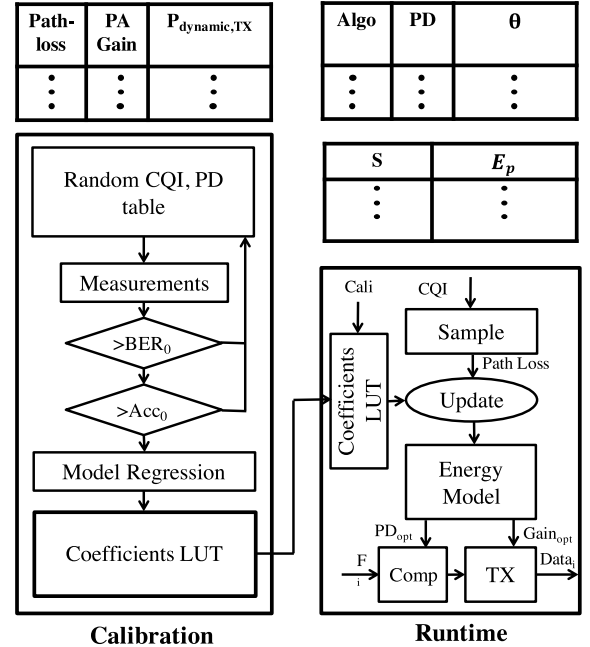 Path-
loss
PA
Gain
P_dynamic,TX
Algo
PD
θ
S
E_p
Random CQI, PD
table
Measurements
>BER_0
>Acc_0
Model Regression
Coefficients LUT
Calibration
Cali
CQI
Sample
Path Loss
Coefficients
LUT
Update
Energy
Model
PD_opt
Gain_opt
F
i
Comp
TX
Data_i
Runtime